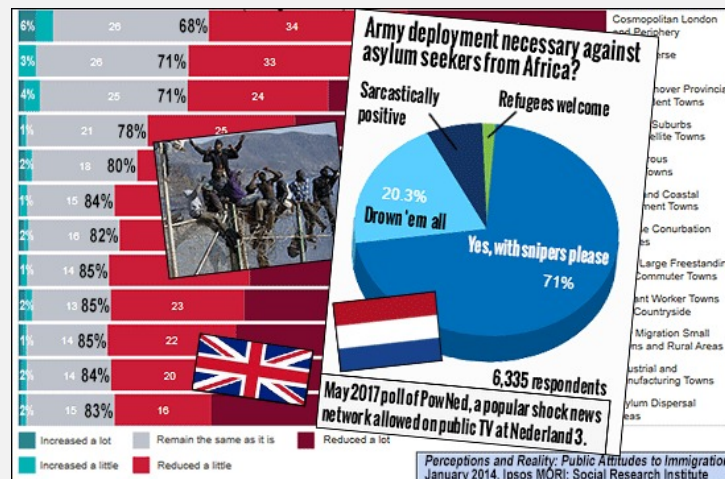 6% 26 68% 34
3% 26 71% 33
4% 25 71% 24
1% 21 78% 25
2% 18 80%
1% 15 84%
2% 16 82%
1% 14 85%
2% 13 85% 23
1% 14 85% 22
2% 14 84% 20
2% 15 83% 16
Increased a lot
Remain the same as it is
Reduced a lot
Increased a little
Reduced a little
Army deployment necessary against
asylum seekers from Africa?
Sarcastically
positive
Refugees welcome
20.3%
Drown 'em all
Yes, with snipers please
71%
6,335 respondents
May 2017 poll of PowNed, a popular shock news
network allowed on public TV at Nederland 3.
Cosmopolitan London
and Periphery
Suburbs
and Coastal
Conurbation
Large Freestanding
Commuter Towns
Worker Towns
Countryside
Migration Small
and Rural Areas
and
Towns
Dispersal
Perceptions and Reality: Public Attitudes to Immigration
January 2014, Ipsos MORI: Social Research Institute